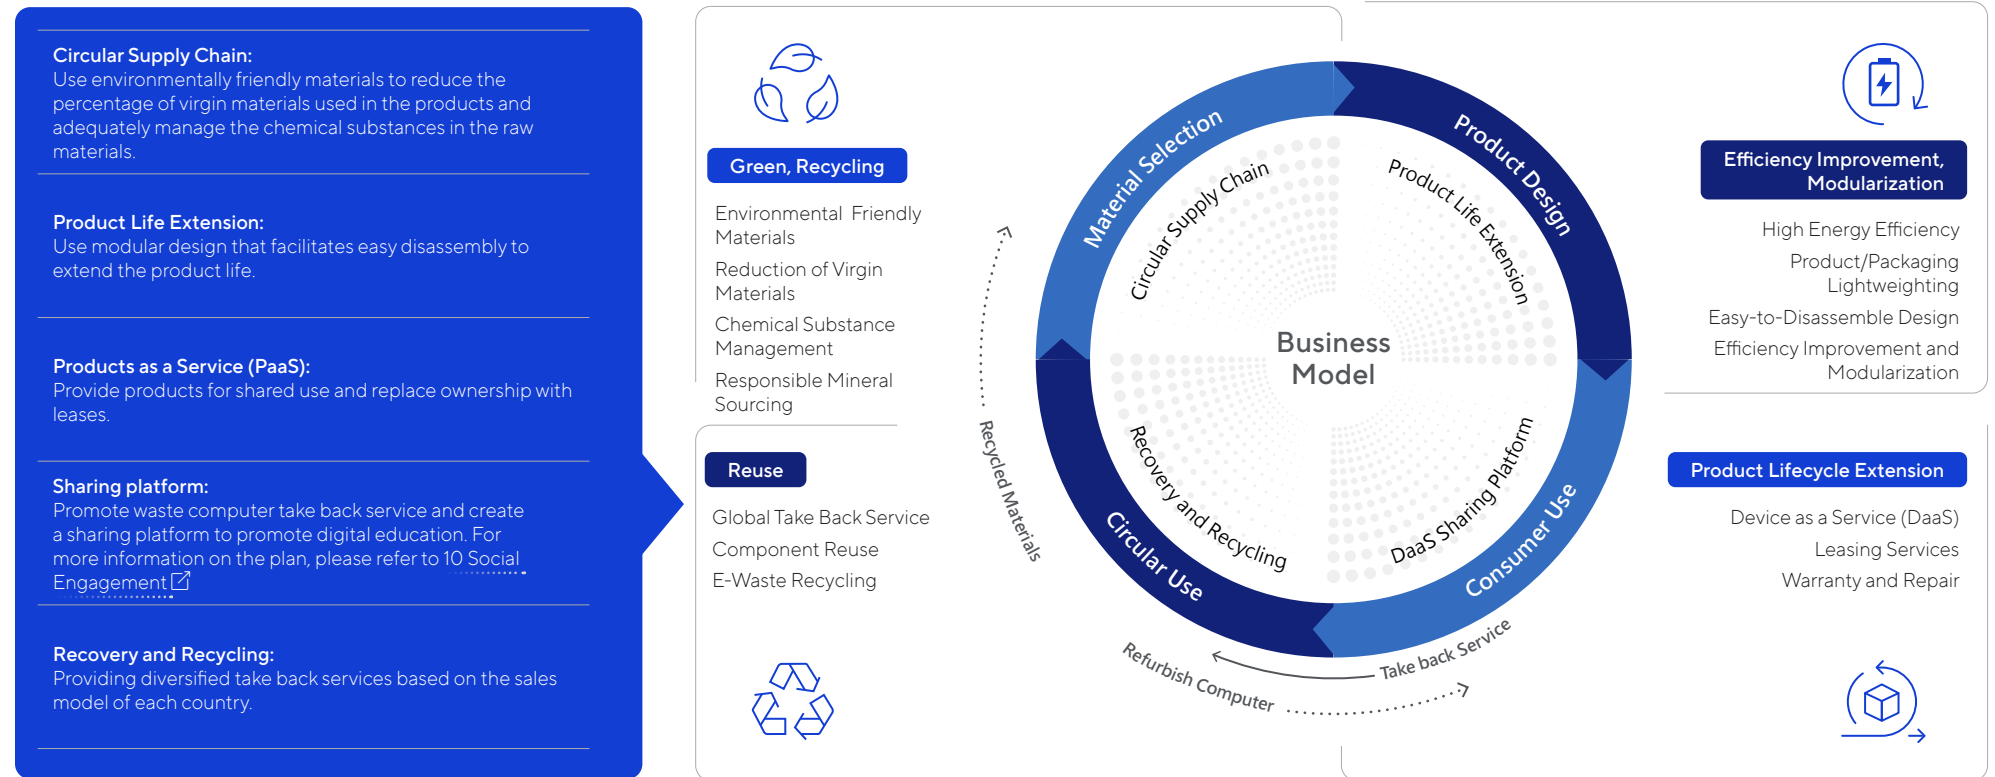 Circular Supply Chain:
Use environmentally friendly materials to reduce the
percentage of virgin materials used in the products and
adequately manage the chemical substances in the raw
materials.
Product Life Extension:
Use modular design that facilitates easy disassembly to
extend the product life.
Products as a Service (PaaS):
Provide products for shared use and replace ownership with
leases.
Sharing platform:
Promote waste computer take back service and create
a sharing platform to promote digital education. For
more information on the plan, please refer to 10 Social
Engagement
Recovery and Recycling:
Providing diversified take back services based on the sales
model of each country.
Green, Recycling
Environmental Friendly
Materials
Reduction of Virgin
Materials
Chemical Substance
Management
Responsible Mineral
Sourcing
Reuse
Global Take Back Service
Component Reuse
E-Waste Recycling
Material Selection
Product Design
Circular Supply Chain
Product Life Extension
Business
Model
Recovery and Recycling
DaaS Sharing Platform
Circular Use
Consumer Use
Recycled Materials
Refurbish Computer
Take back Service
Efficiency Improvement,
Modularization
High Energy Efficiency
Product/Packaging
Lightweighting
Easy-to-Disassemble Design
Efficiency Improvement and
Modularization
Product Lifecycle Extension
Device as a Service (DaaS)
Leasing Services
Warranty and Repair